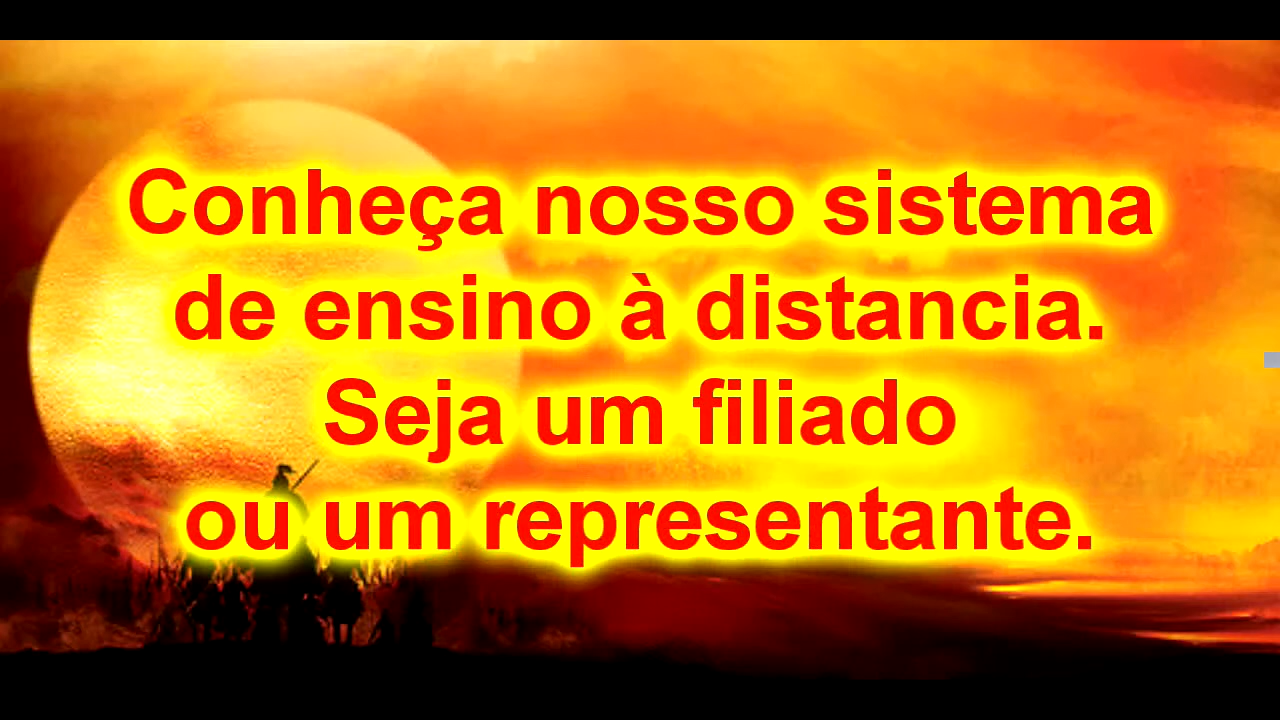 Conheça nosso sistema
de ensino à distancia.
Seja um filiado
ou um representante.